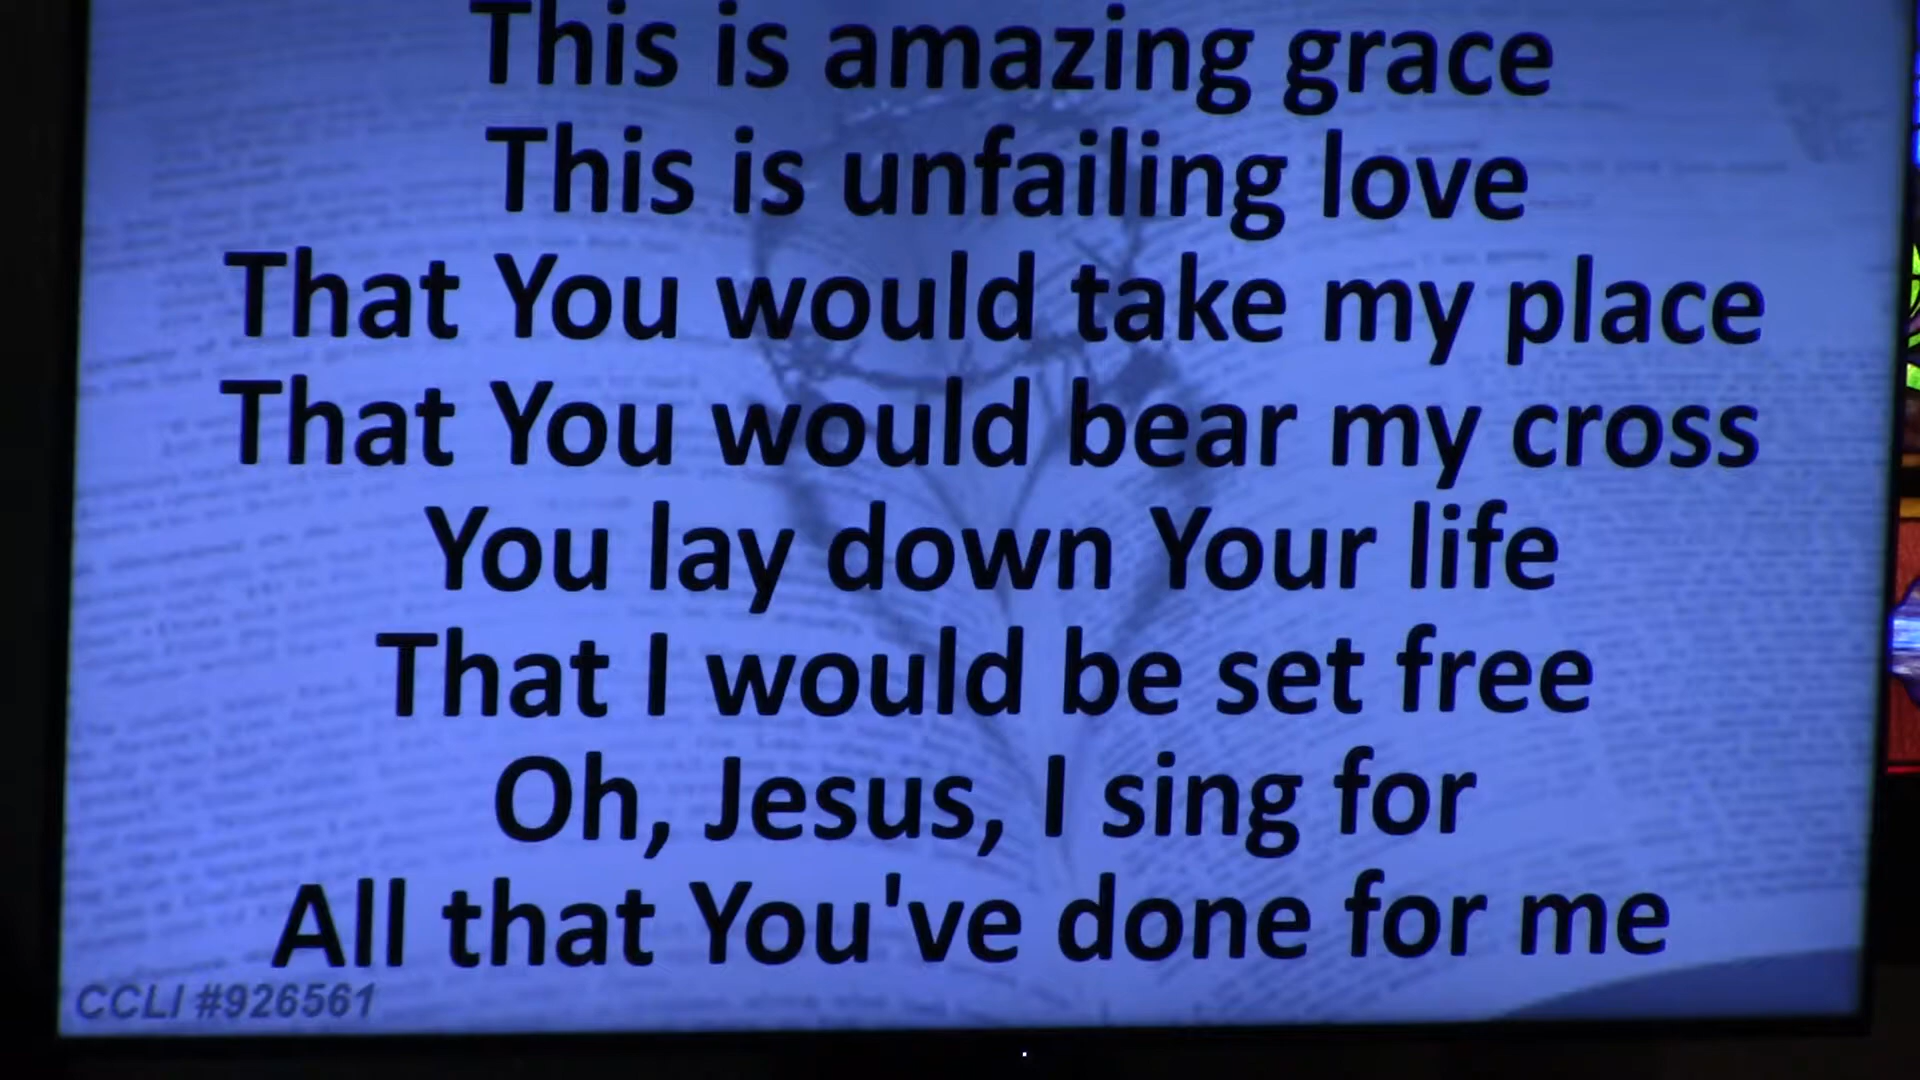 This is amazing grace
This is unfailing love
That You would take my place
That You would bear my cross
You lay down Your life
That I would be set free
Oh, Jesus, I sing for
All that You've done for me
CCLI #926561